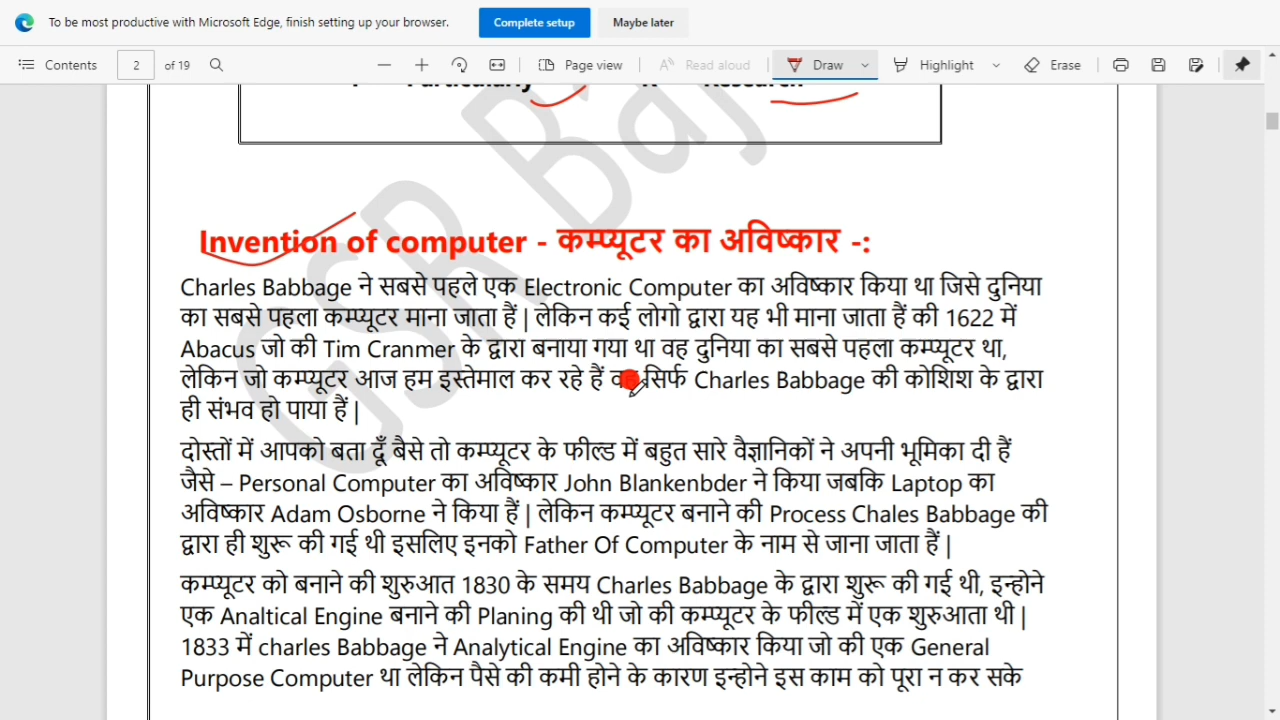 To be most productive with Microsoft Edge, finish setting up your browser. Complete setup Maybe later
Contents 2 of 19 Page view Read aloud Draw Highlight Erase
Particularly Research
Invention of computer - कम्प्यूटर का अविष्कार -:
Charles Babbage ने सबसे पहले एक Electronic Computer का अविष्कार किया था जिसे दुनिया
का सबसे पहला कम्प्यूटर माना जाता हैं | लेकिन कई लोगो द्वारा यह भी माना जाता हैं की 1622 में
Abacus जो की Tim Cranmer के द्वारा बनाया गया था वह दुनिया का सबसे पहला कम्प्यूटर था,
लेकिन जो कम्प्यूटर आज हम इस्तेमाल कर रहे हैं वह सिर्फ Charles Babbage की कोशिश के द्वारा
ही संभव हो पाया हैं |
दोस्तों में आपको बता दूँ बैसे तो कम्प्यूटर के फील्ड में बहुत सारे वैज्ञानिकों ने अपनी भूमिका दी हैं
जैसे – Personal Computer का अविष्कार John Blankenbder ने किया जबकि Laptop का
अविष्कार Adam Osborne ने किया हैं | लेकिन कम्प्यूटर बनाने की Process Chales Babbage की
द्वारा ही शुरू की गई थी इसलिए इनको Father Of Computer के नाम से जाना जाता हैं |
कम्प्यूटर को बनाने की शुरुआत 1830 के समय Charles Babbage के द्वारा शुरू की गई थी, इन्होने
एक Analtical Engine बनाने की Planing की थी जो की कम्प्यूटर के फील्ड में एक शुरुआता थी |
1833 में charles Babbage ने Analytical Engine का अविष्कार किया जो की एक General
Purpose Computer था लेकिन पैसे की कमी होने के कारण इन्होने इस काम को पूरा न कर सके
GSR Baj